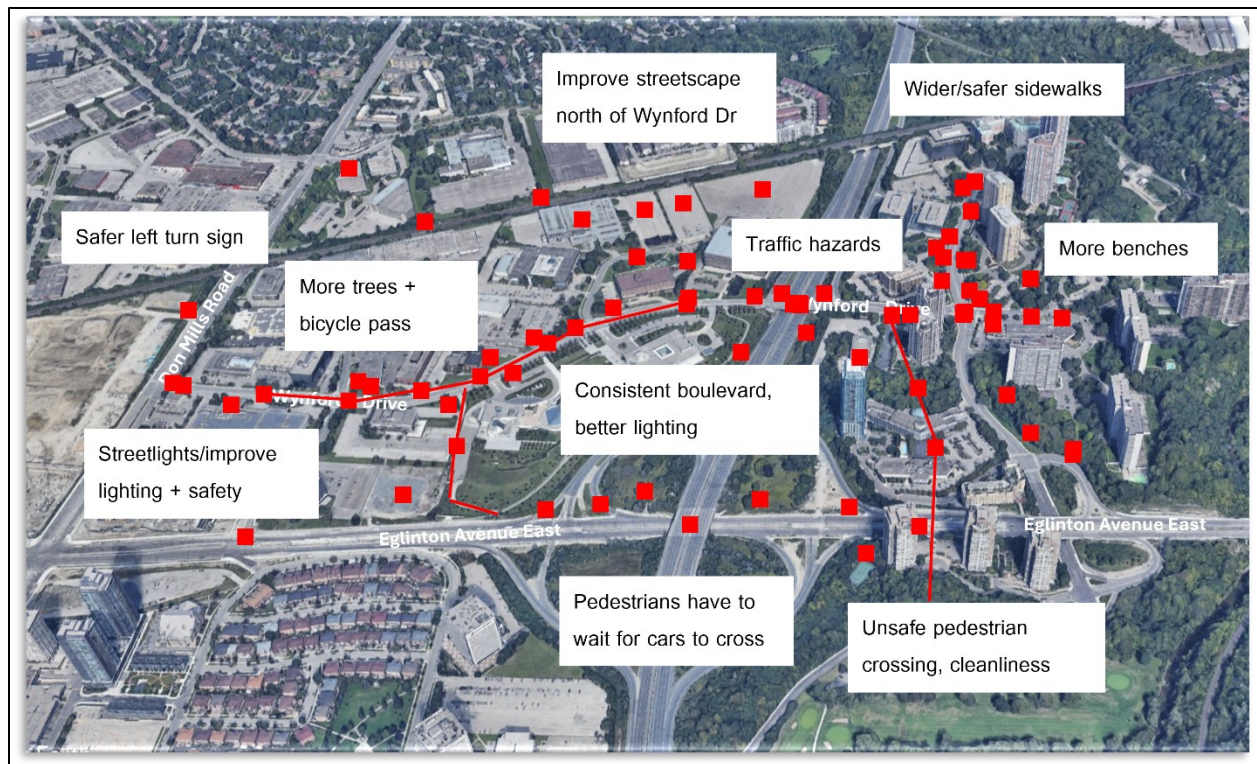 Improve streetscape
north of Wynford Dr
Wider/safer sidewalks
Safer left turn sign
Traffic hazards
More benches
More trees +
bicycle pass
Don Mills Road
Wynford Drive
Wynford Drive
Consistent boulevard,
better lighting
Streetlights/improve
lighting + safety
Eglinton Avenue East
Eglinton Avenue East
Pedestrians have to
wait for cars to cross
Unsafe pedestrian
crossing, cleanliness